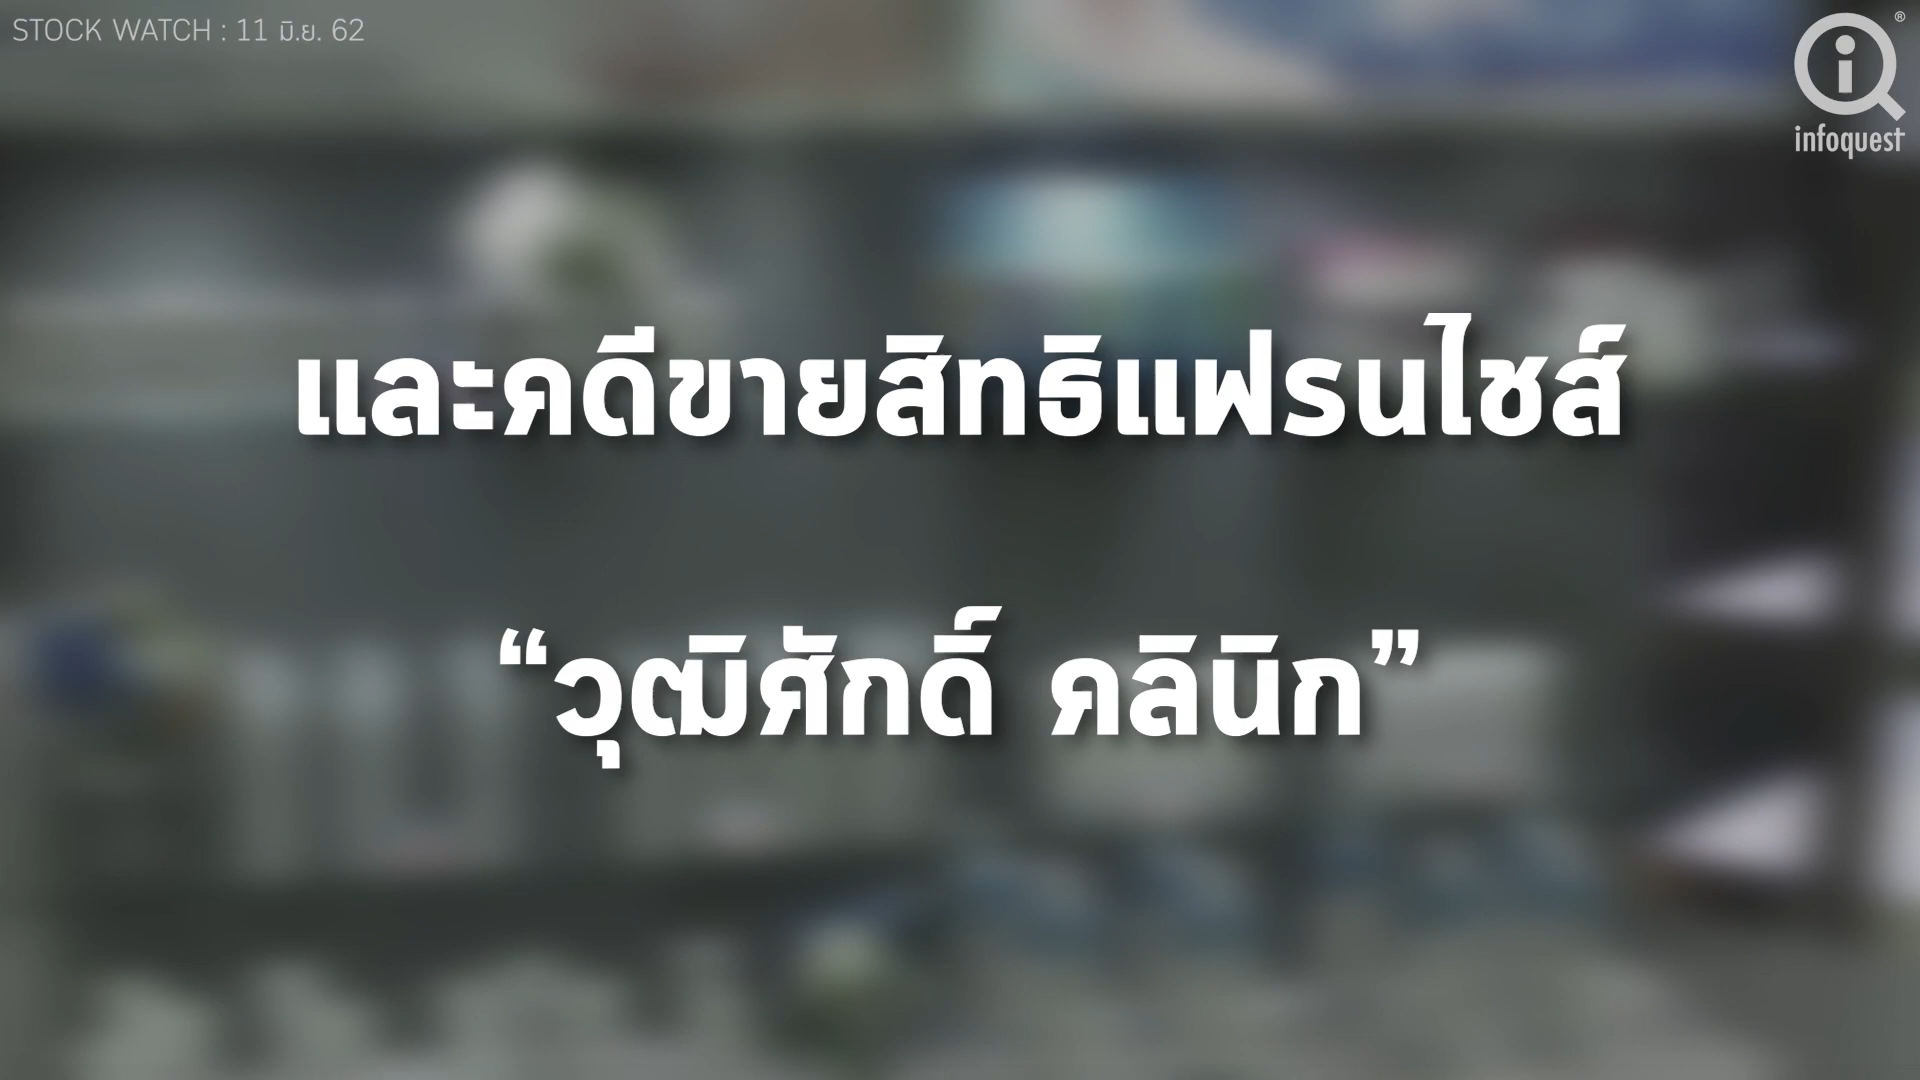 STOCK WATCH : 11 มิ.ย. 62
infoquest
และคดีขายสิทธิแฟรนไชส์
“วุฒิศักดิ์ คลินิก”